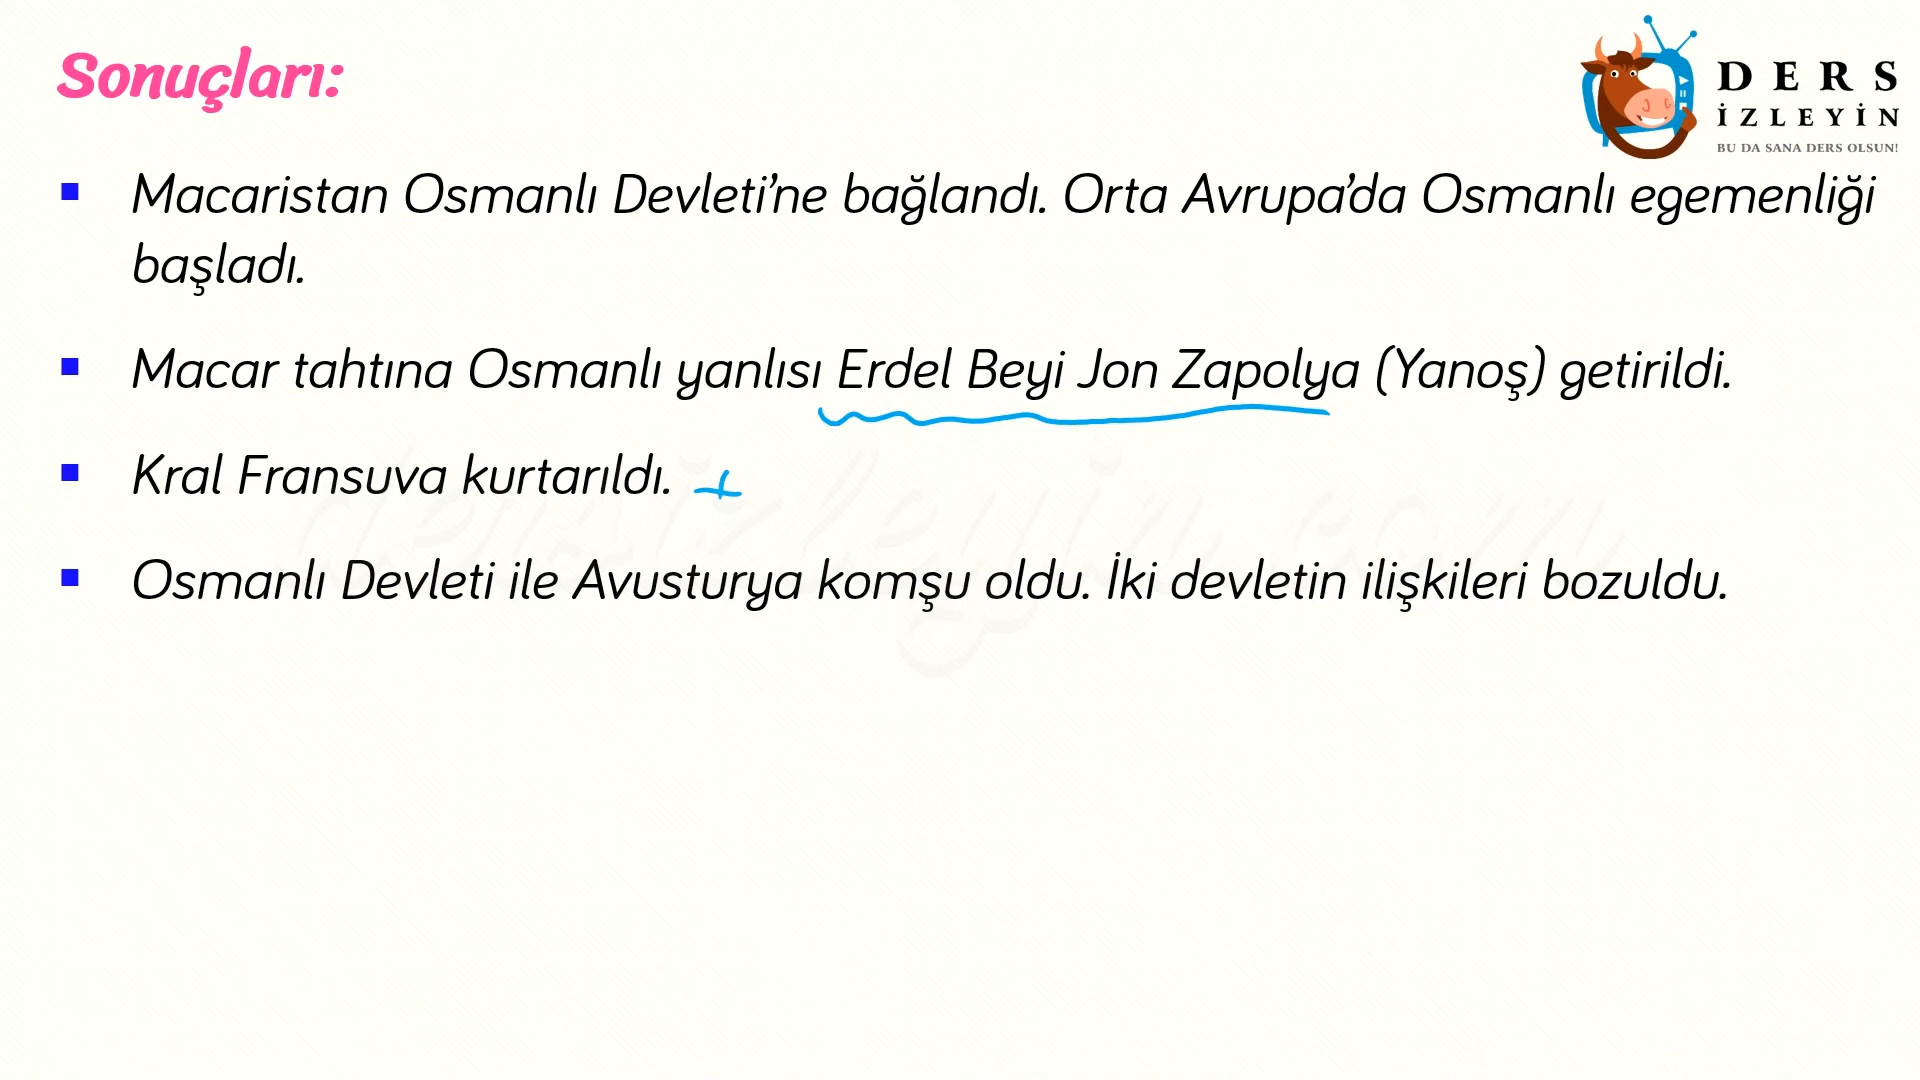 Sonuçları:
DERS
İZLEYİN
BU DA SANA DERS OLSUN!
Macaristan Osmanlı Devleti’ne bağlandı. Orta Avrupa’da Osmanlı egemenliği
başladı.
Macar tahtına Osmanlı yanlısı Erdel Beyi Jon Zapolya (Yanoş) getirildi.
Kral Fransuva kurtarıldı. +
Osmanlı Devleti ile Avusturya komşu oldu. İki devletin ilişkileri bozuldu.
dersizleyin.com